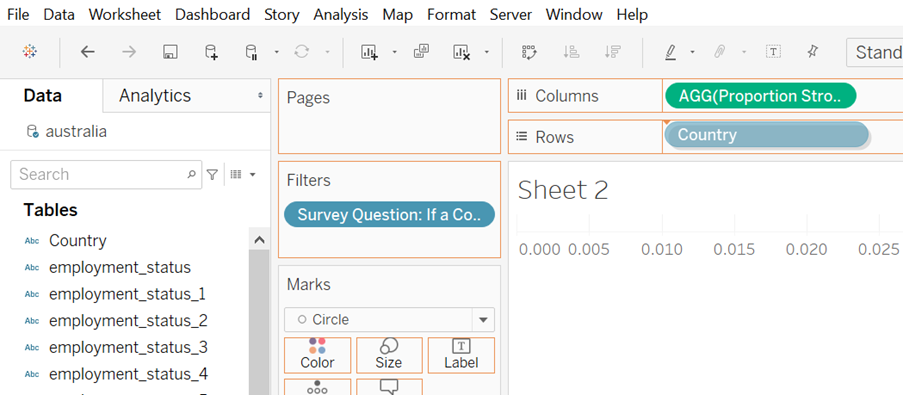 File Data Worksheet Dashboard Story Analysis Map Format Server Window Help
Stand
Data Analytics
australia
Search
Tables
Abc Country
Abc employment_status
Abc employment_status_1
Abc employment_status_2
Abc employment_status_3
Abc employment_status_4
Pages
Filters
Survey Question: If a Co..
Marks
Circle
Color Size Label
Columns AGG(Proportion Stro..
Rows Country
Sheet 2
0.000 0.005 0.010 0.015 0.020 0.025